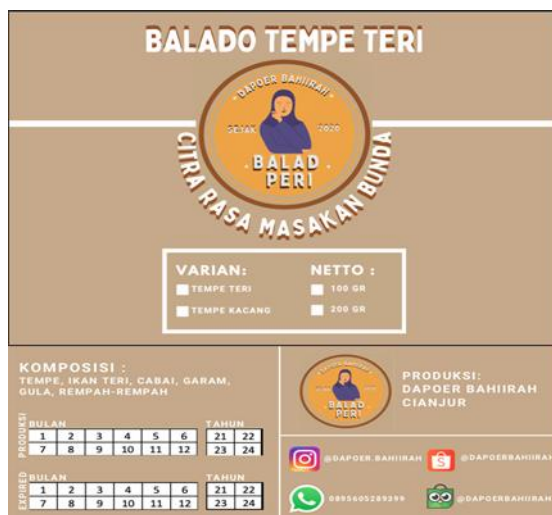 BALADO TEMPE TERI
DAPOER BAHIIRAH
SEJAK 2020
BALAD
PERI
CITRA RASA MASAKAN BUNDA
VARIAN: NETTO :
TEMPE TERI 100 GR
TEMPE KACANG 200 GR
KOMPOSISI :
TEMPE, IKAN TERI, CABAI, GARAM,
GULA, REMPAH-REMPAH
PRODUKSI
BULAN TAHUN
1 2 3 4 5 6 21 22
7 8 9 10 11 12 23 24
EXPIRED
BULAN TAHUN
1 2 3 4 5 6 21 22
7 8 9 10 11 12 23 24
DAPOER BAHIIRAH
BALAD
PERI
PRODUKSI:
DAPOER BAHIIRAH
CIANJUR
@DAPOER.BAHIIRAH
@DAPOERBAHIIRAH
0895605289399
@DAPOERBAHIIRAH